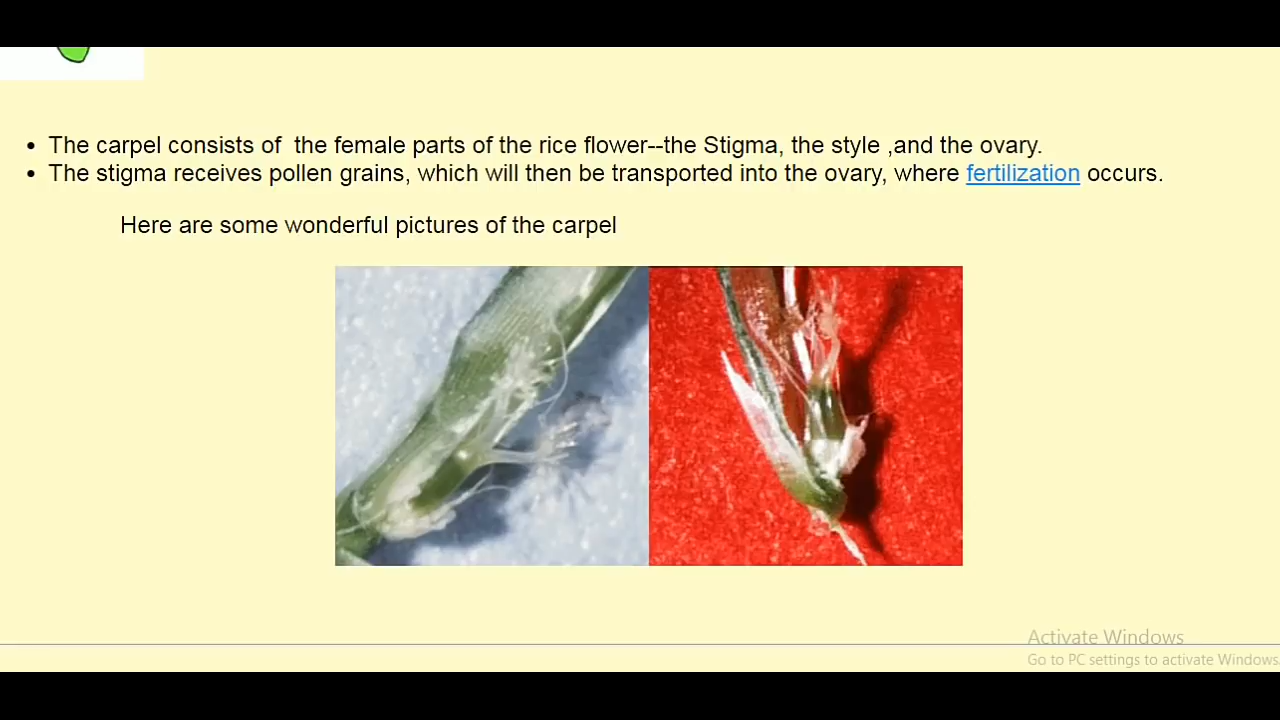 • The carpel consists of  the female parts of the rice flower--the Stigma, the style ,and the ovary.
• The stigma receives pollen grains, which will then be transported into the ovary, where fertilization occurs.
Here are some wonderful pictures of the carpel
Activate Windows
Go to PC settings to activate Windows.